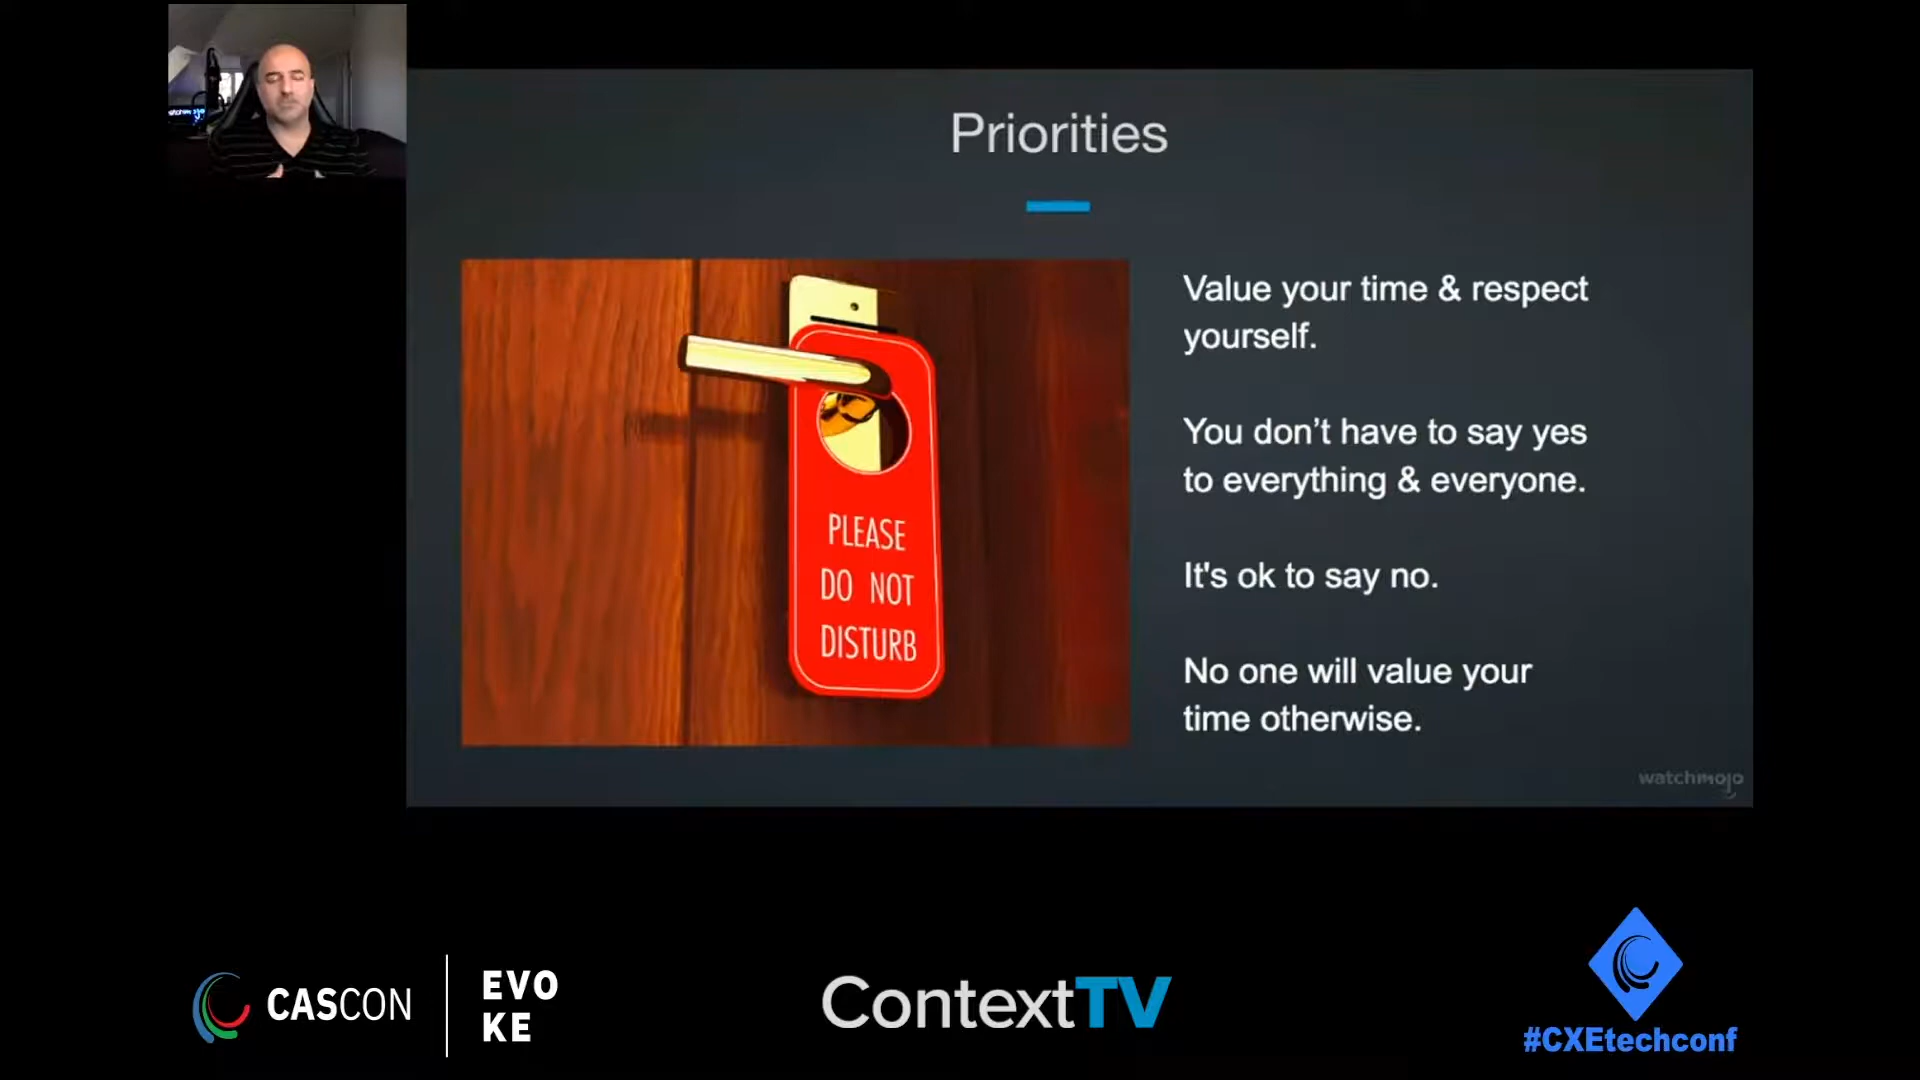 Priorities
PLEASE
DO NOT
DISTURB
Value your time & respect
yourself.
You don’t have to say yes
to everything & everyone.
It's ok to say no.
No one will value your
time otherwise.
watchmojo
CASCON
EVO
KE
ContextTV
#CXEtechconf